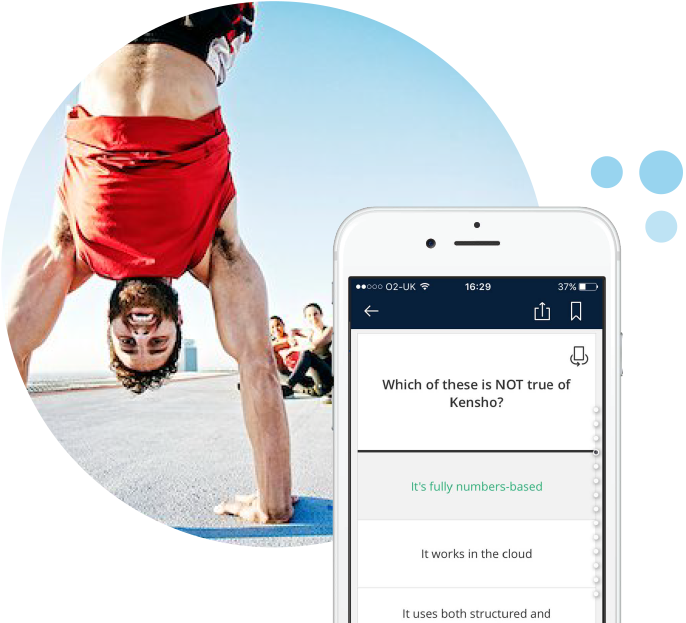 O2-UK 16:29 37%
Which of these is NOT true of
Kensho?
It's fully numbers-based
It works in the cloud
It uses both structured and